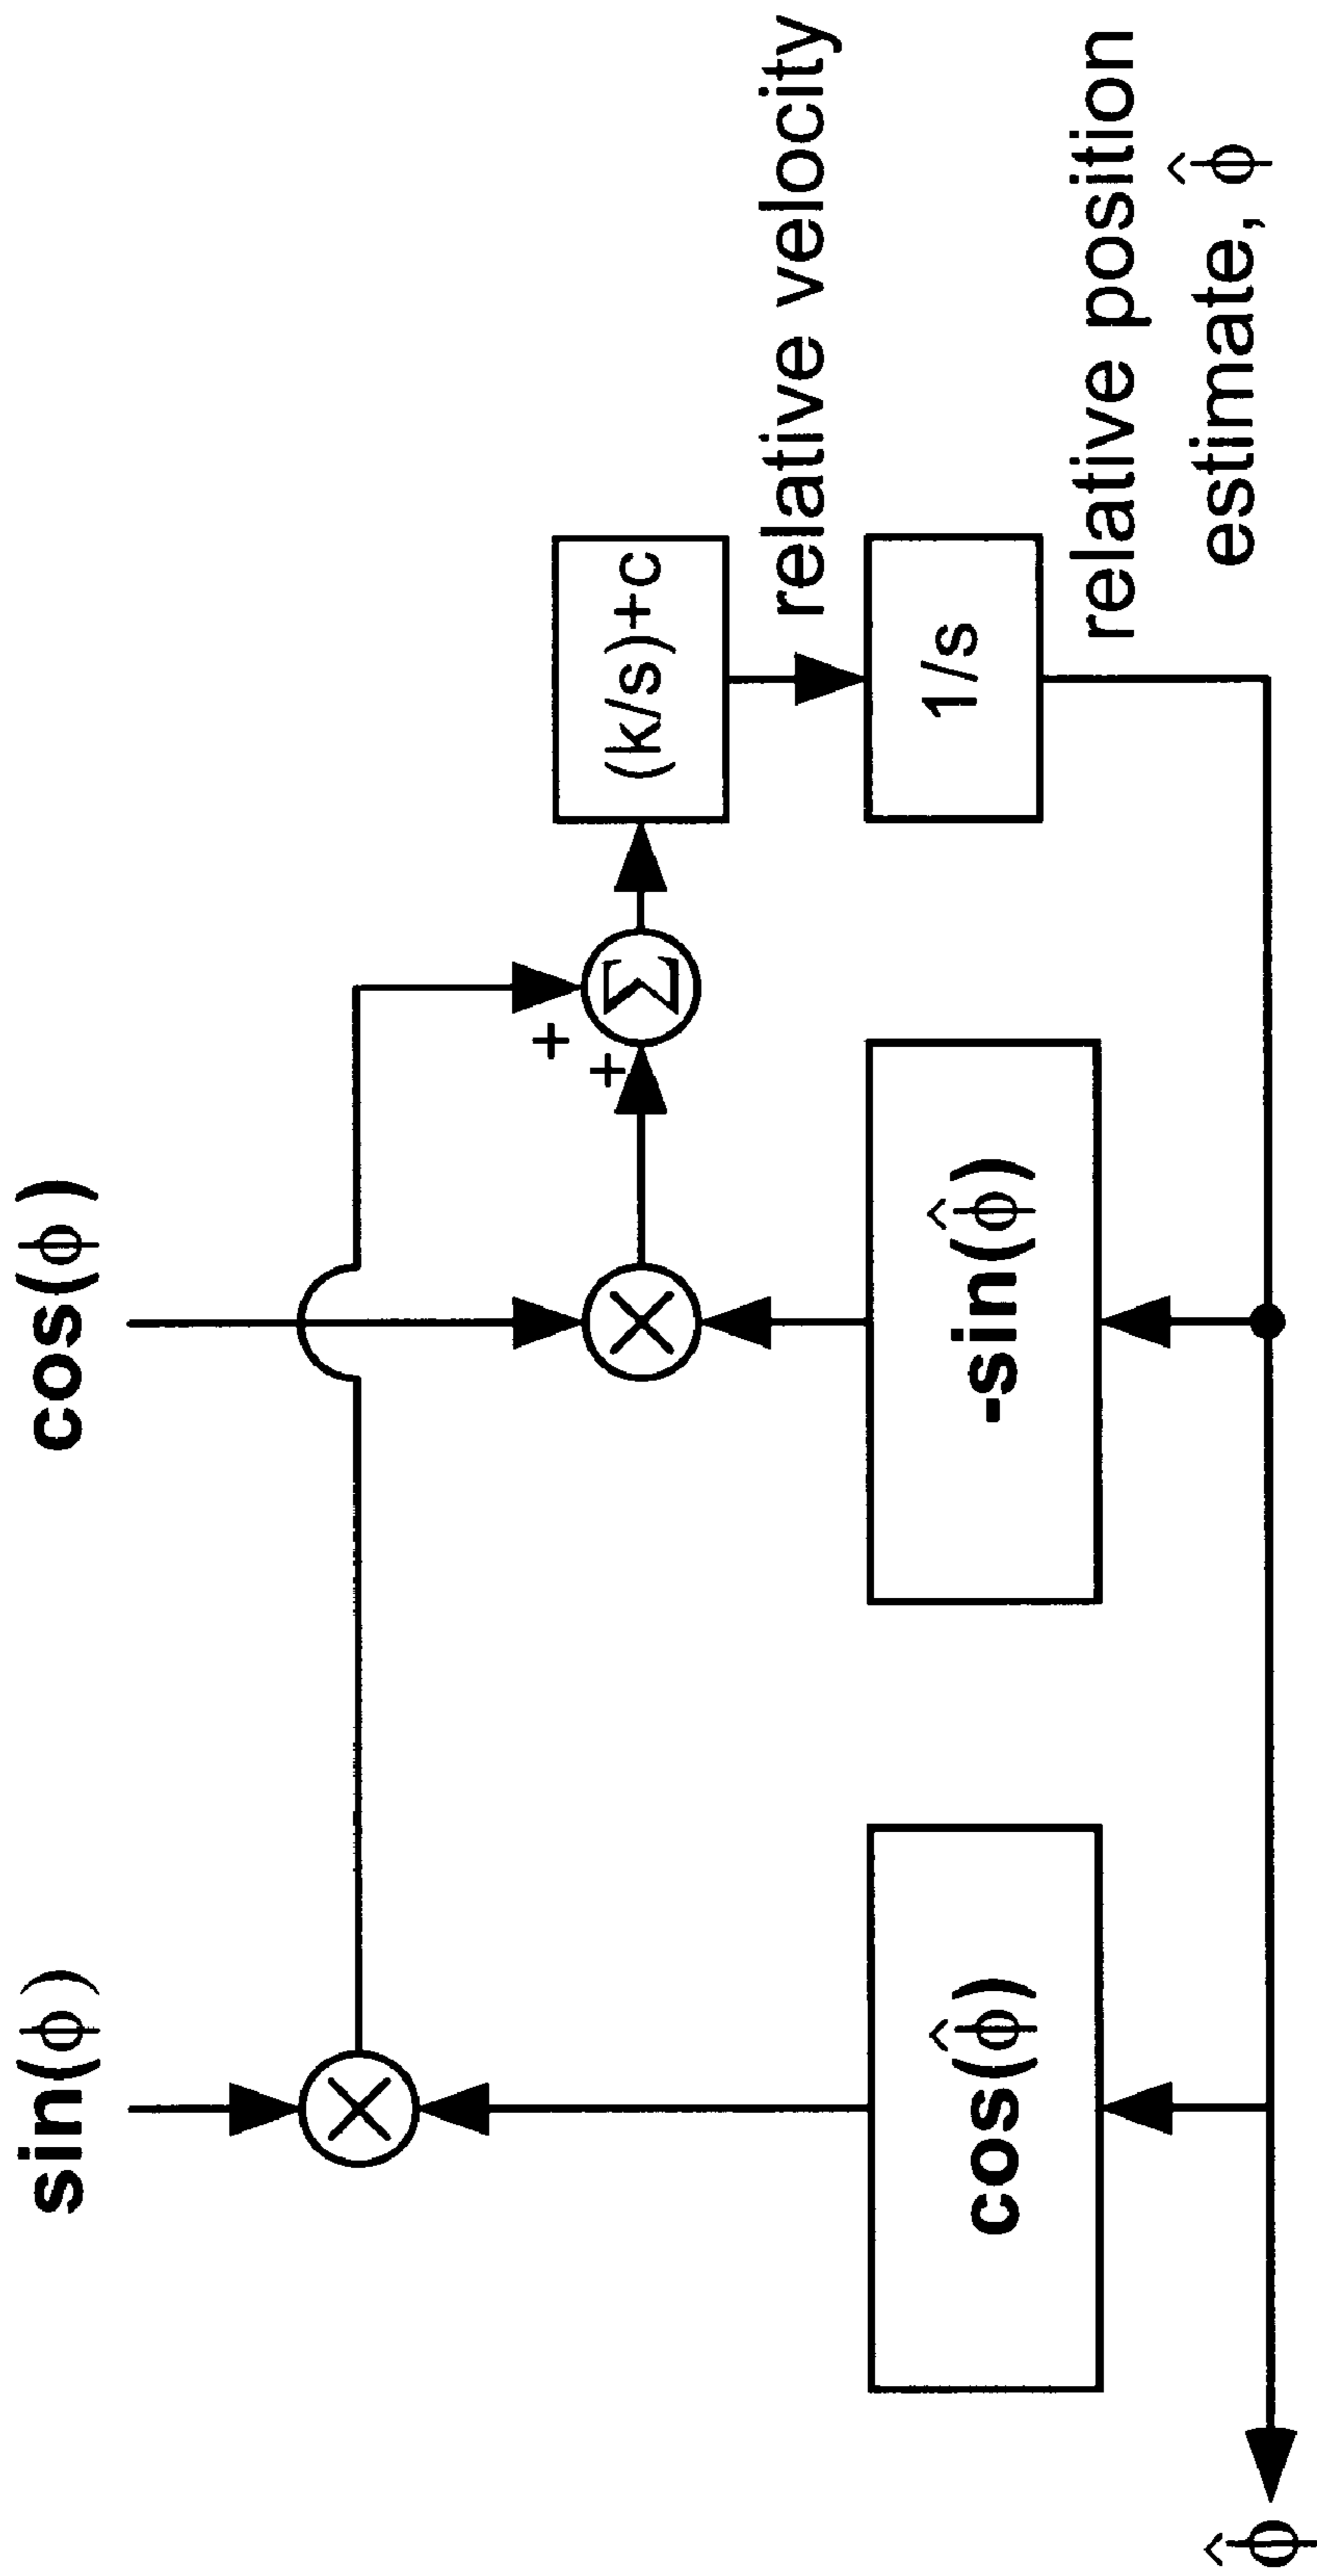 sin(ϕ)
cos(ϕ)
+
+
Σ
(k/s)+c
relative velocity
1/s
cos(ϕ̂)
-sin(ϕ̂)
relative position
estimate, ϕ̂
ϕ̂